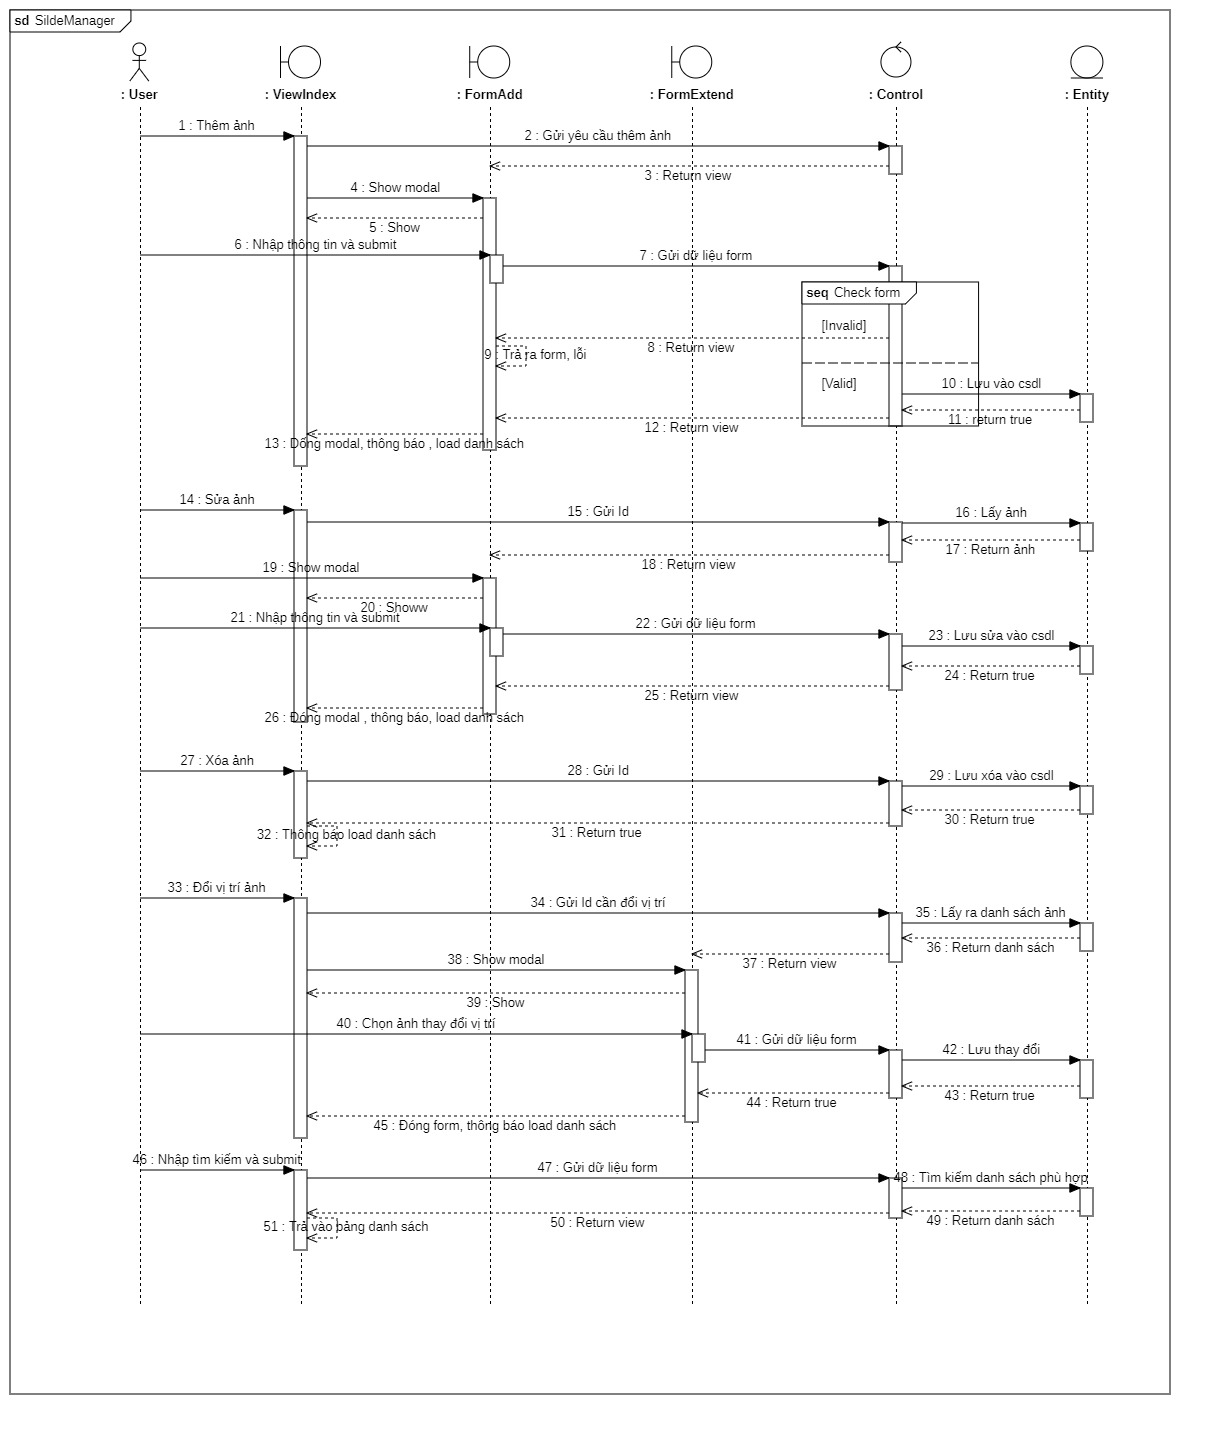 sd SildeManager
: User
: ViewIndex
: FormAdd
: FormExtend
: Control
: Entity
1 : Thêm ảnh
2 : Gửi yêu cầu thêm ảnh
3 : Return view
4 : Show modal
5 : Show
6 : Nhập thông tin và submit
7 : Gửi dữ liệu form
seq Check form
[Invalid]
8 : Return view
9 : Trả ra form, lỗi
[Valid]
10 : Lưu vào csdl
11 : return true
12 : Return view
13 : Đống modal, thông báo , load danh sách
14 : Sửa ảnh
15 : Gửi Id
16 : Lấy ảnh
17 : Return ảnh
18 : Return view
19 : Show modal
20 : Showw
21 : Nhập thông tin và submit
22 : Gửi dữ liệu form
23 : Lưu sửa vào csdl
24 : Return true
25 : Return view
26 : Đóng modal , thông báo, load danh sách
27 : Xóa ảnh
28 : Gửi Id
29 : Lưu xóa vào csdl
30 : Return true
31 : Return true
32 : Thông báo load danh sách
33 : Đổi vị trí ảnh
34 : Gửi Id cần đổi vị trí
35 : Lấy ra danh sách ảnh
36 : Return danh sách
37 : Return view
38 : Show modal
39 : Show
40 : Chọn ảnh thay đổi vị trí
41 : Gửi dữ liệu form
42 : Lưu thay đổi
43 : Return true
44 : Return true
45 : Đóng form, thông báo load danh sách
46 : Nhập tìm kiếm và submit
47 : Gửi dữ liệu form
48 : Tìm kiếm danh sách phù hợp
49 : Return danh sách
50 : Return view
51 : Trả vào bảng danh sách